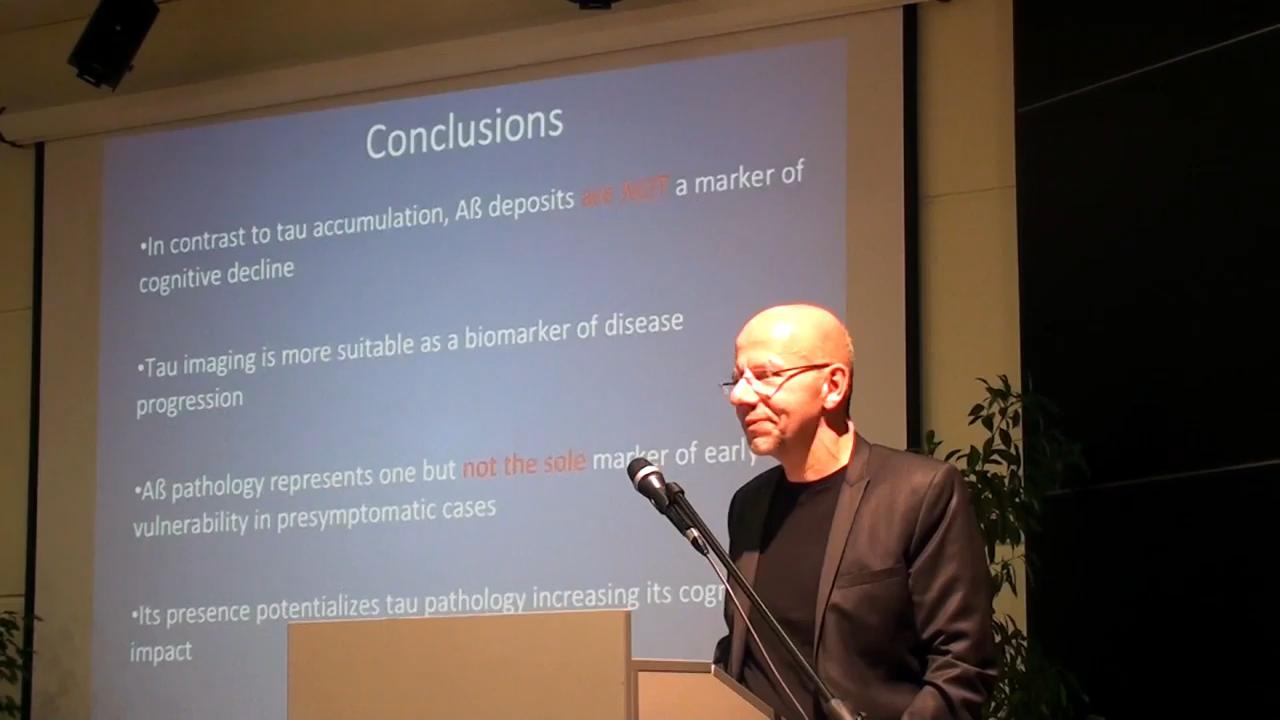 Conclusions
•In contrast to tau accumulation, Aß deposits are NOT a marker of
cognitive decline
•Tau imaging is more suitable as a biomarker of disease
progression
•Aß pathology represents one but not the sole marker of early
vulnerability in presymptomatic cases
•Its presence potentializes tau pathology increasing its
impact